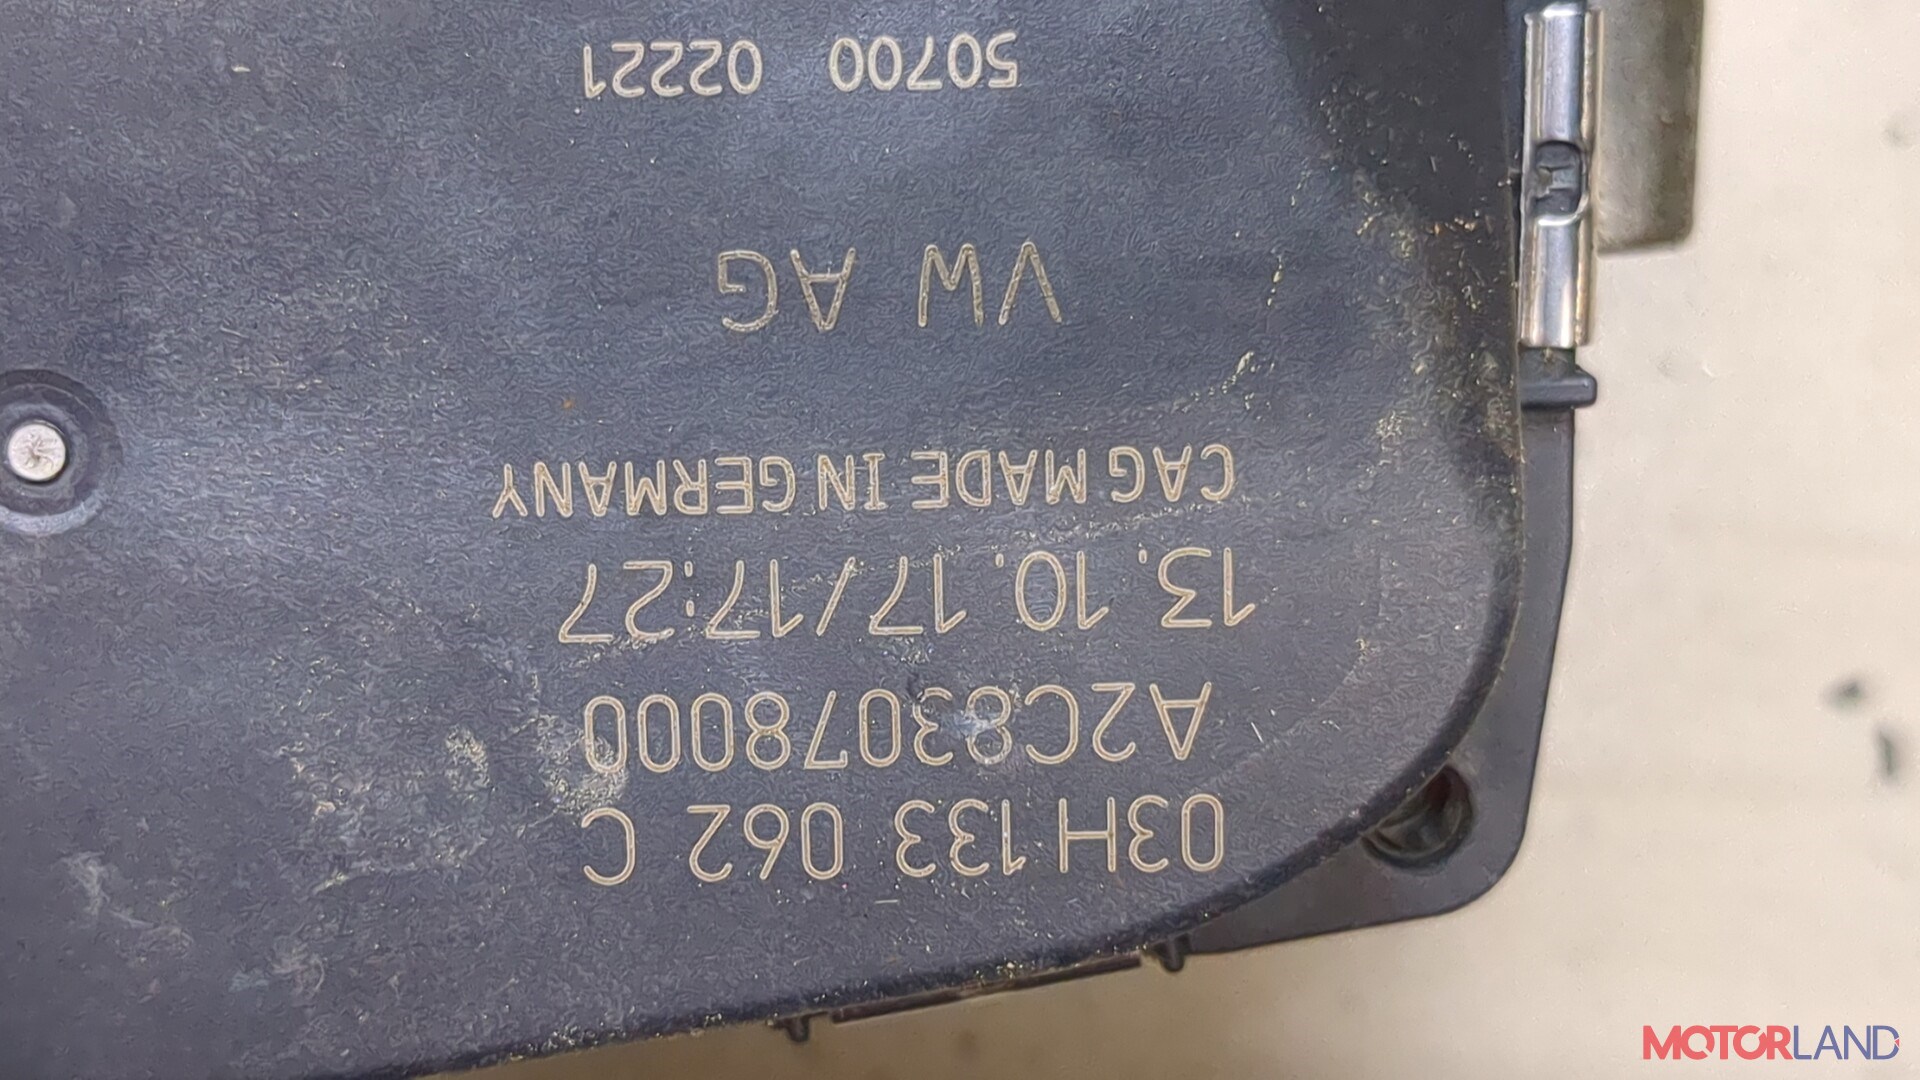 03H 133 062 C
A2C83078000
13. 10. 17 / 17:27
CAG MADE IN GERMANY
VW AG
50700 02221
MOTORLAND